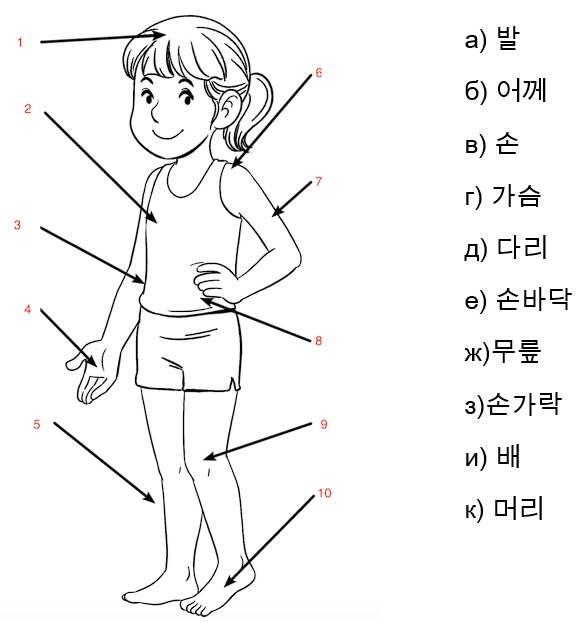 1
2
3
4
5
6
7
8
9
10
а) 발
б) 어께
в) 손
г) 가슴
д) 다리
е) 손바닥
ж)무릎
з)손가락
и) 배
к) 머리